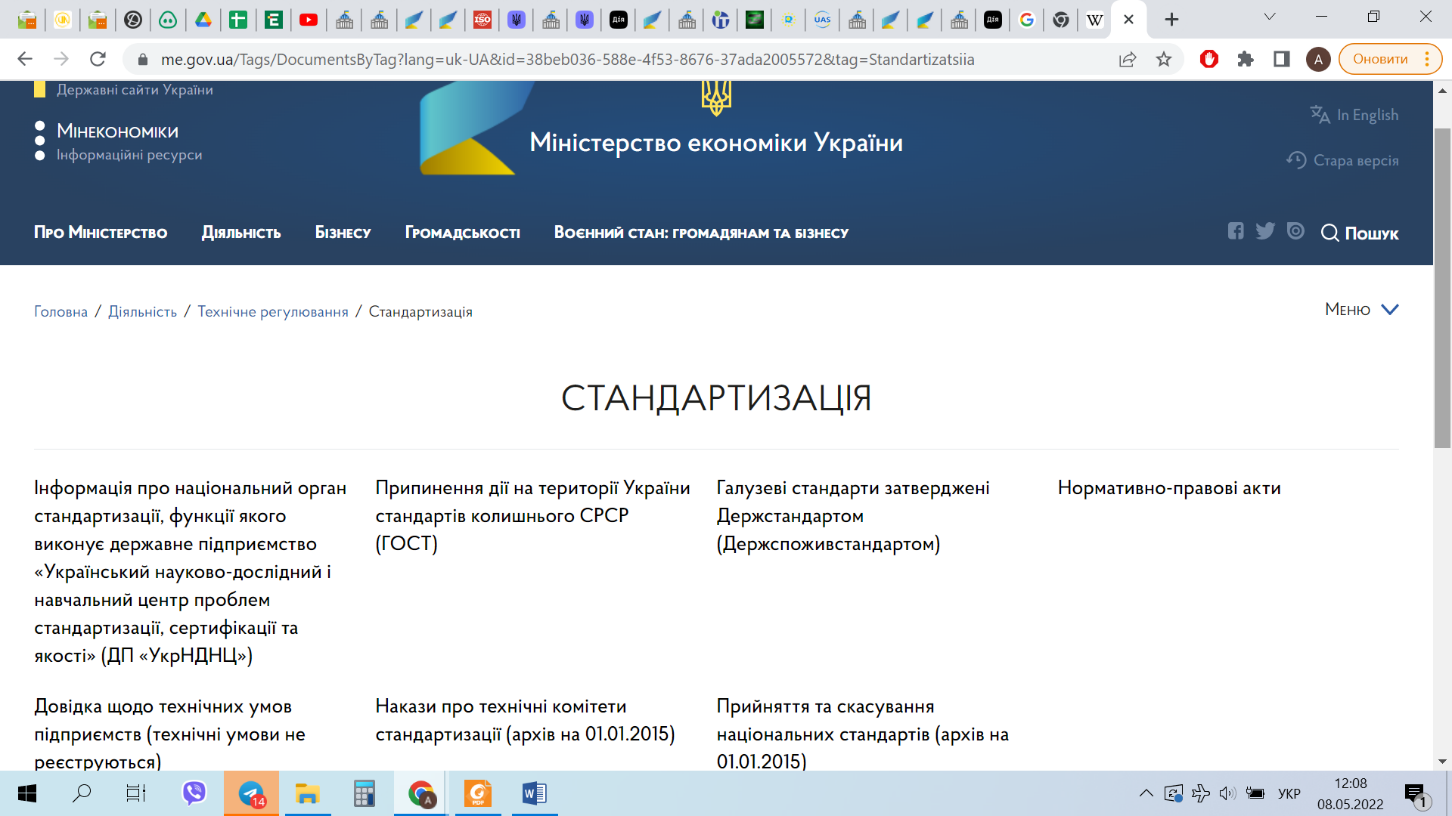 UAS
Дія
me.gov.ua/Tags/DocumentsByTag?lang=uk-UA&id=38beb036-588e-4f53-8676-37ada2005572&tag=Standartizatsiia
A
Оновити
Державні сайти України
Мінекономіки
Інформаційні ресурси
Міністерство економіки України
In English
Стара версія
Про Міністерство Діяльність Бізнесу Громадськості Воєнний стан: громадянам та бізнесу
Пошук
Головна / Діяльність / Технічне регулювання / Стандартизація
Меню
СТАНДАРТИЗАЦІЯ
Інформація про національний орган
стандартизації, функції якого
виконує державне підприємство
«Український науково-дослідний і
навчальний центр проблем
стандартизації, сертифікації та
якості» (ДП «УкрНДНЦ»)
Припинення дії на території України
стандартів колишнього СРСР
(ГОСТ)
Галузеві стандарти затверджені
Держстандартом
(Держспоживстандартом)
Нормативно-правові акти
Довідка щодо технічних умов
підприємств (технічні умови не
реєструються)
Накази про технічні комітети
стандартизації (архів на 01.01.2015)
Прийняття та скасування
національних стандартів (архів на
01.01.2015)
14
A
PDF
УКР
12:08
08.05.2022
1